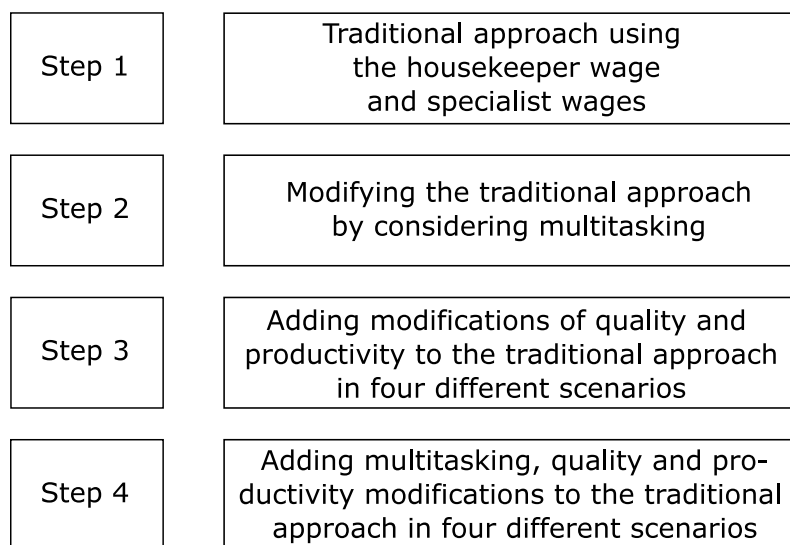 Step 1
Traditional approach using
the housekeeper wage
and specialist wages
Step 2
Modifying the traditional approach
by considering multitasking
Step 3
Adding modifications of quality and
productivity to the traditional approach
in four different scenarios
Step 4
Adding multitasking, quality and pro-
ductivity modifications to the traditional
approach in four different scenarios